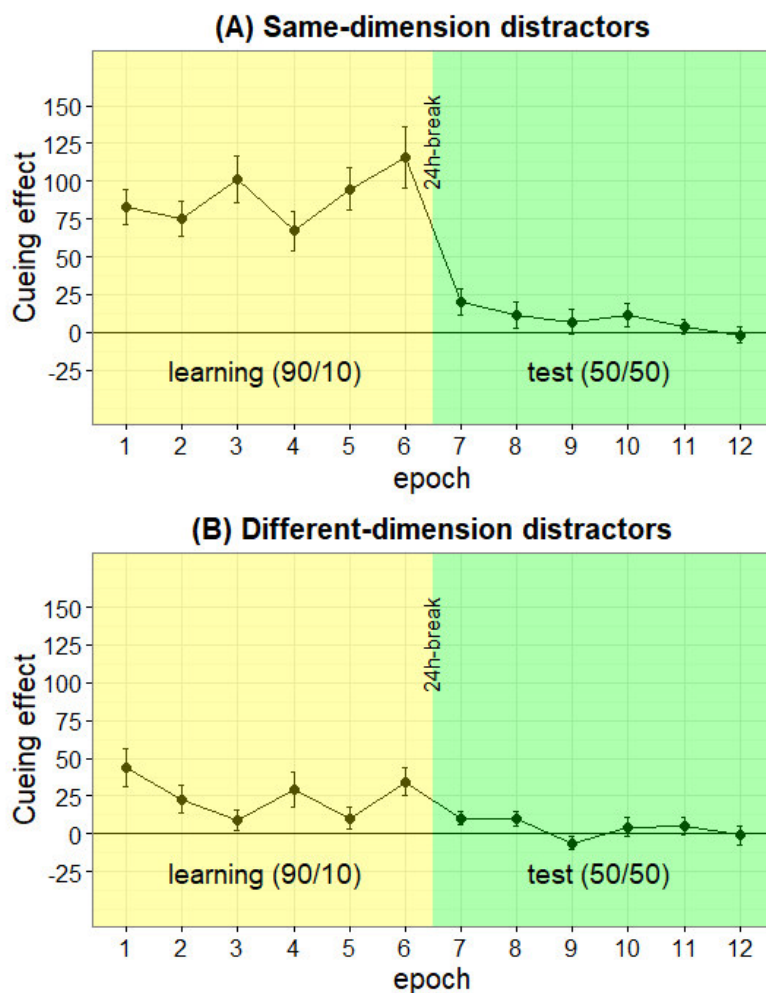 (A) Same-dimension distractors
Cueing effect
150
125
100
75
50
25
0
-25
24h-break
learning (90/10)
test (50/50)
1 2 3 4 5 6 7 8 9 10 11 12
epoch
(B) Different-dimension distractors
Cueing effect
150
125
100
75
50
25
0
-25
24h-break
learning (90/10)
test (50/50)
1 2 3 4 5 6 7 8 9 10 11 12
epoch